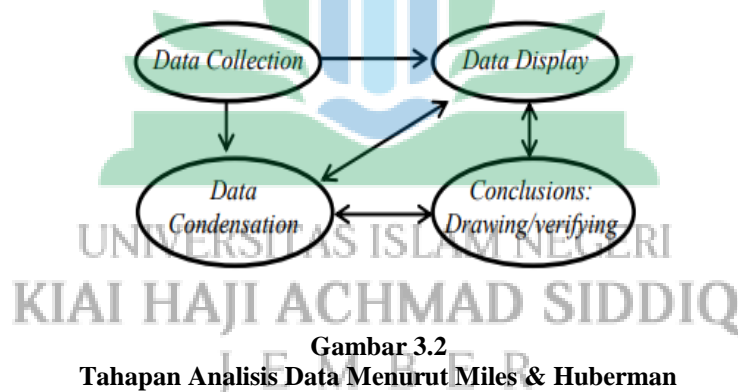 Data Collection
Data Display
Data
Condensation
Conclusions:
Drawing/verifying
UNIVERSITAS ISLAM NEGERI
KIAI HAJI ACHMAD SIDDIQ
Gambar 3.2
J E M B E R
Tahapan Analisis Data Menurut Miles & Huberman